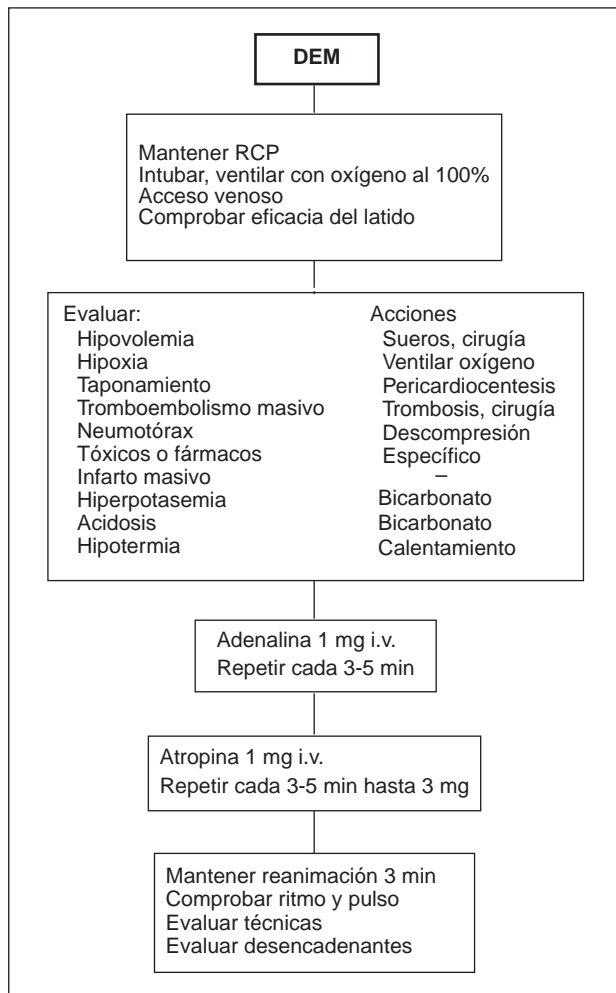 DEM
Mantener RCP
Intubar, ventilar con oxígeno al 100%
Acceso venoso
Comprobar eficacia del latido
Evaluar: Acciones
Hipovolemia Sueros, cirugía
Hipoxia Ventilar oxígeno
Taponamiento Pericardiocentesis
Tromboembolismo masivo Trombosis, cirugía
Neumotórax Descompresión
Tóxicos o fármacos Específico
Infarto masivo –
Hiperpotasemia Bicarbonato
Acidosis Bicarbonato
Hipotermia Calentamiento
Adenalina 1 mg i.v.
Repetir cada 3-5 min
Atropina 1 mg i.v.
Repetir cada 3-5 min hasta 3 mg
Mantener reanimación 3 min
Comprobar ritmo y pulso
Evaluar técnicas
Evaluar desencadenantes